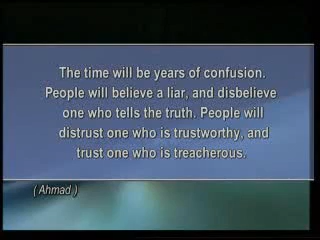 The time will be years of confusion.
People will believe a liar, and disbelieve
one who tells the truth. People will
distrust one who is trustworthy, and
trust one who is treacherous.
( Ahmad )